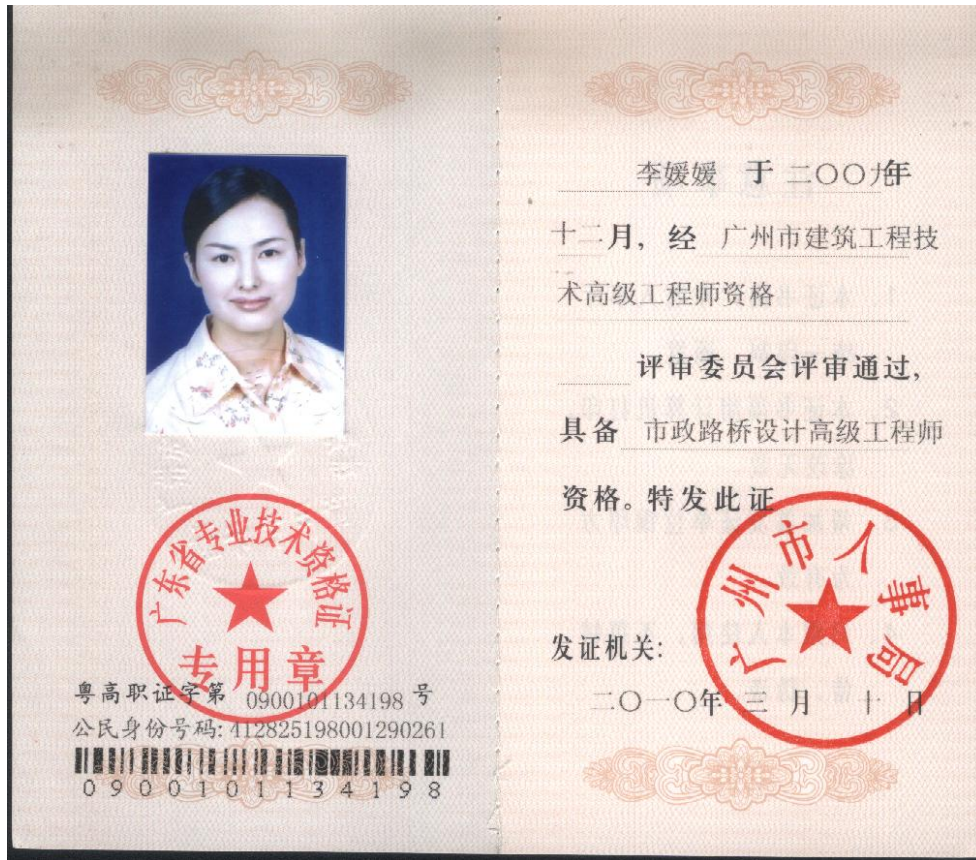 广东省专业技术资格证
专用章
粤高职证字第 0900101134198 号
公民身份号码: 412825198001290261
0900101134198
李媛媛 于 二〇〇九年
十二月, 经 广州市建筑工程技
术高级工程师资格
评审委员会评审通过,
具备 市政路桥设计高级工程师
资格。特发此证
广州市人事局
发证机关:
二〇一〇年 三 月 十 日